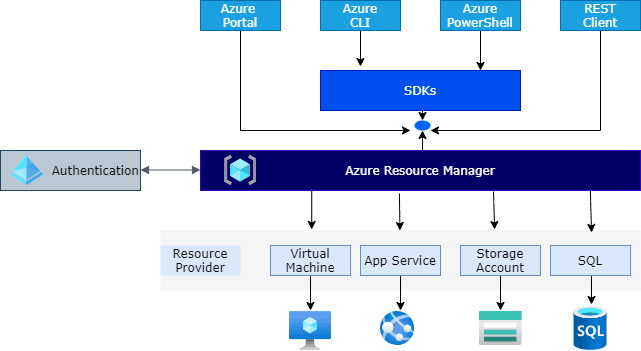 Azure
Portal
Azure
CLI
Azure
PowerShell
REST
Client
SDKs
Authentication
Azure Resource Manager
Resource
Provider
Virtual
Machine
App Service
Storage
Account
SQL
SQL